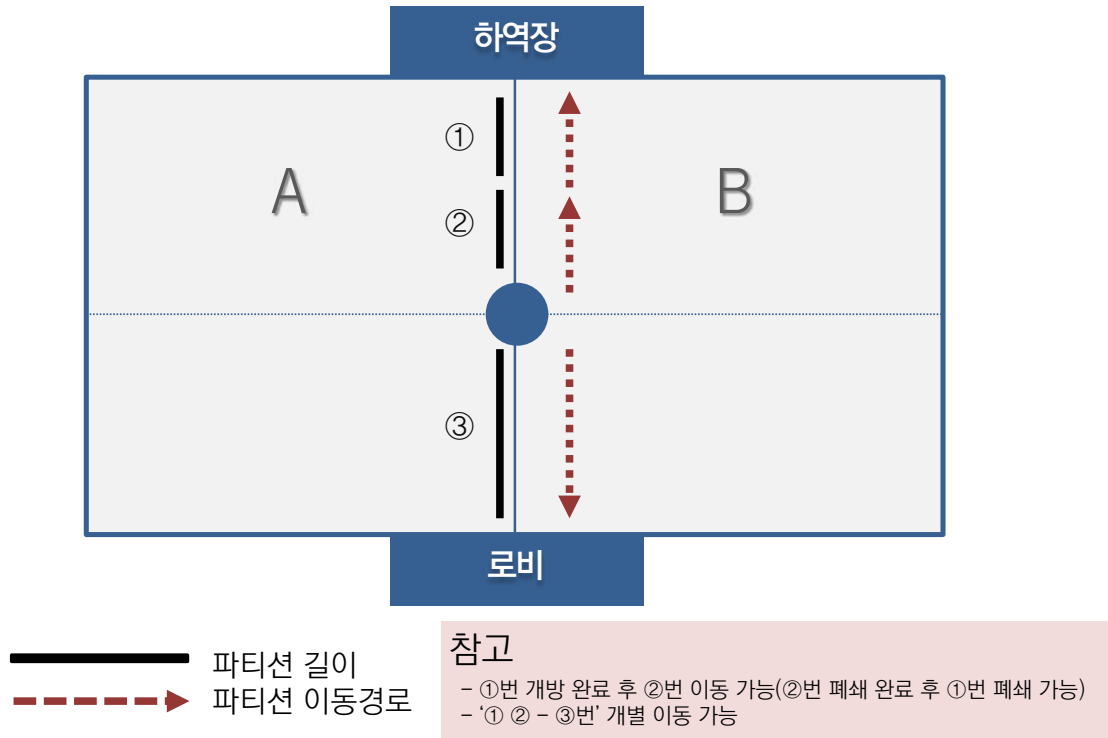 하역장
①
A
B
②
③
로비
파티션 길이
파티션 이동경로
참고
- ①번 개방 완료 후 ②번 이동 가능(②번 폐쇄 완료 후 ①번 폐쇄 가능)
- ‘① ② - ③번’ 개별 이동 가능